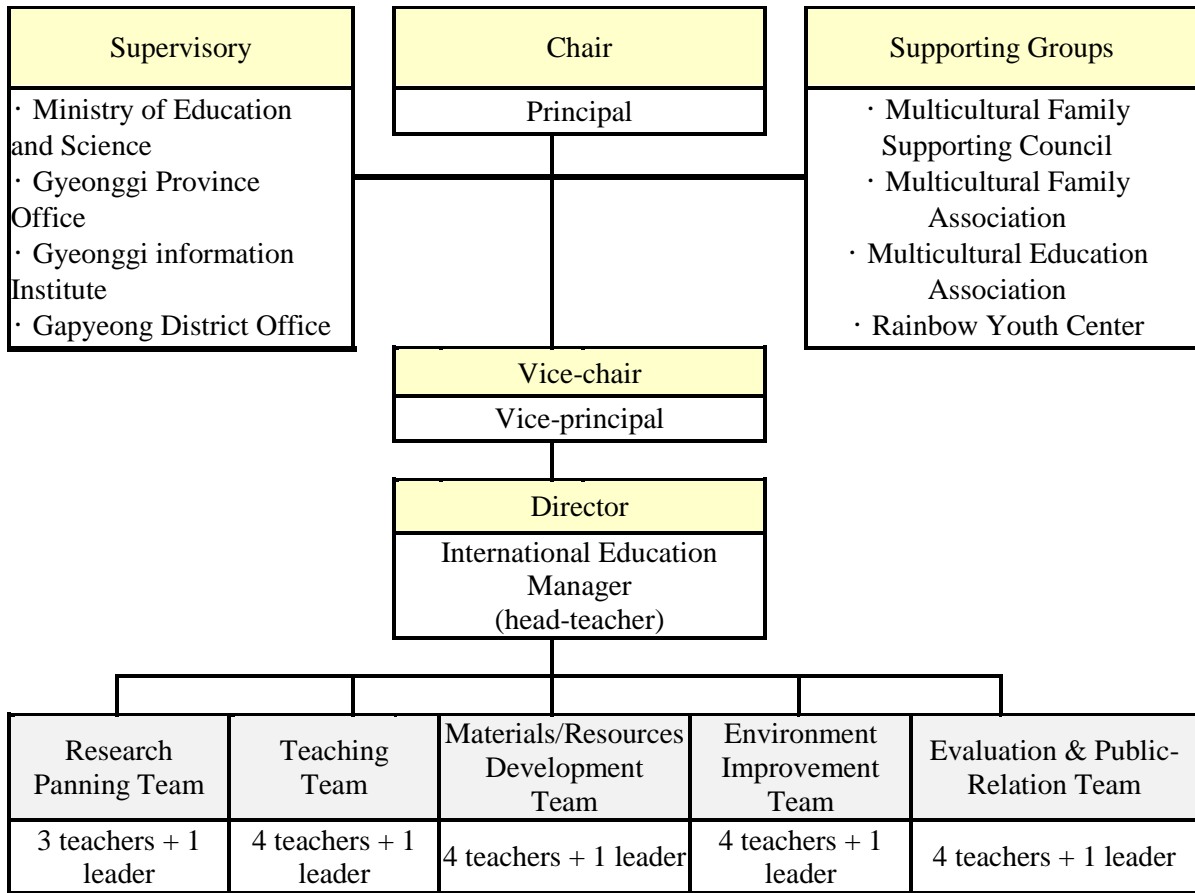 Supervisory
· Ministry of Education
and Science
· Gyeonggi Province
Office
· Gyeonggi information
Institute
· Gapyeong District Office
Chair
Principal
Supporting Groups
· Multicultural Family
Supporting Council
· Multicultural Family
Association
· Multicultural Education
Association
· Rainbow Youth Center
Vice-chair
Vice-principal
Director
International Education
Manager
(head-teacher)
Research
Panning Team
3 teachers + 1
leader
Teaching
Team
4 teachers + 1
leader
Materials/Resources
Development
Team
4 teachers + 1 leader
Environment
Improvement
Team
4 teachers + 1
leader
Evaluation & Public-
Relation Team
4 teachers + 1 leader